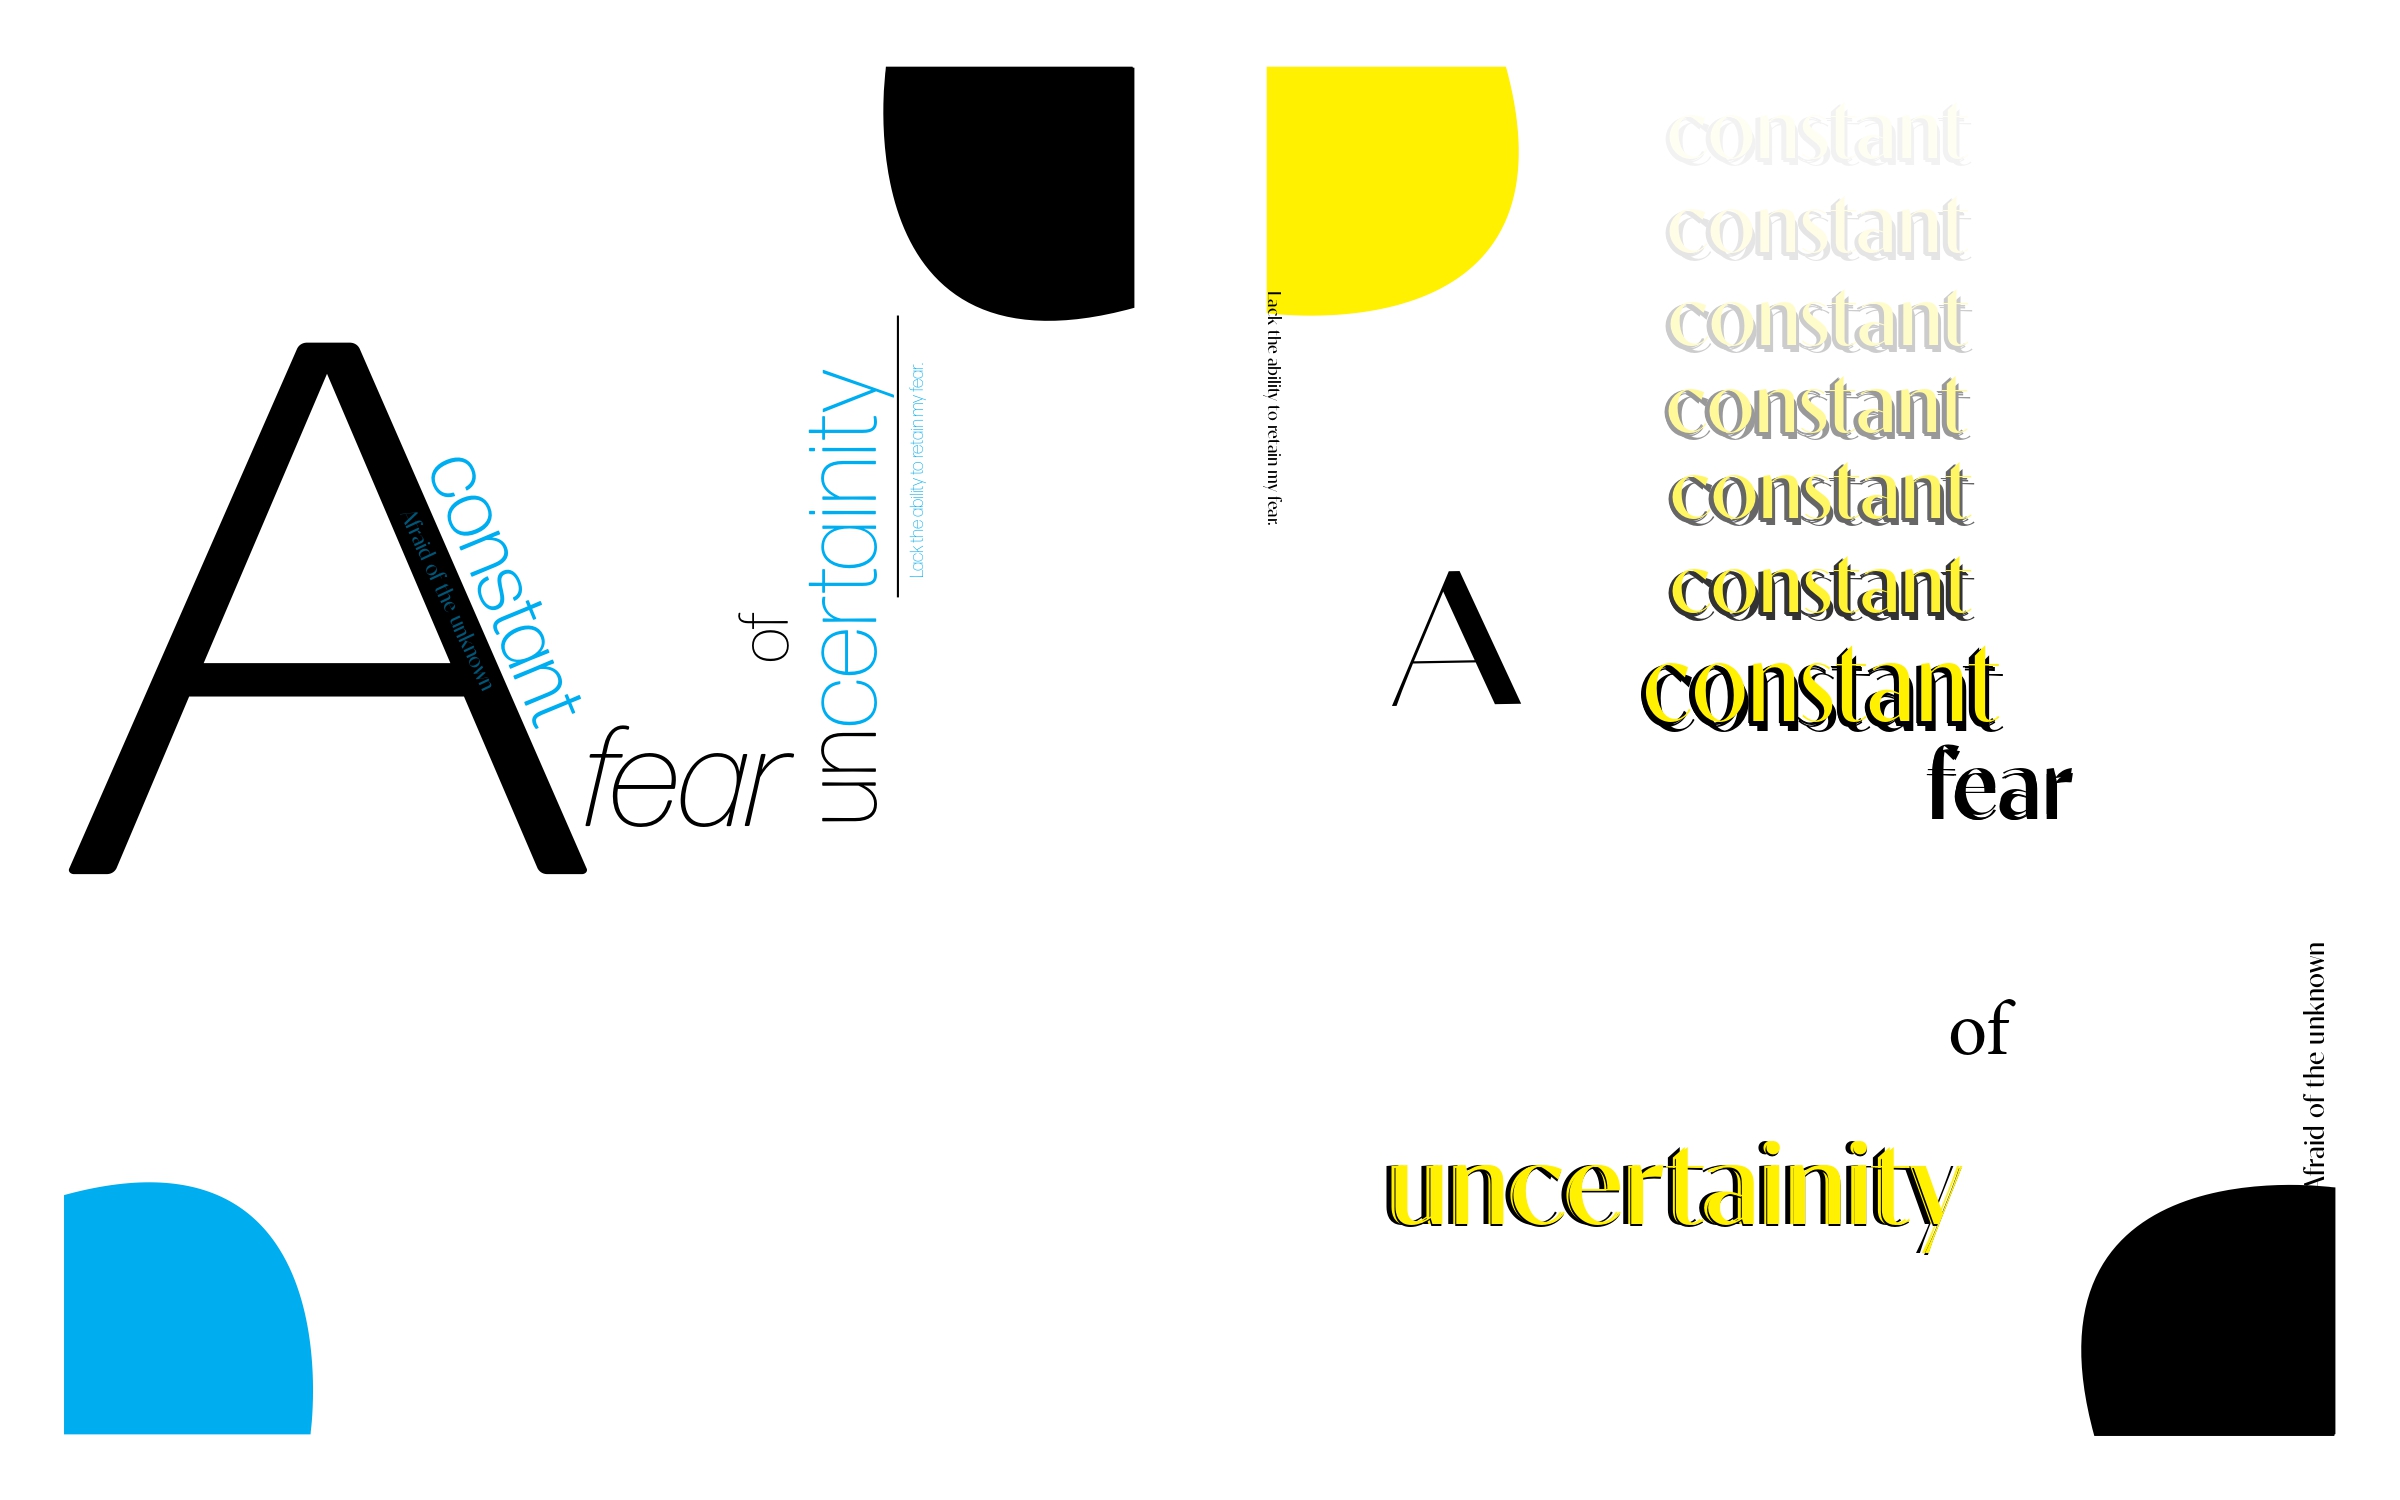 A
constant
Afraid of the unknown
fear
of
uncertainity
Lack the ability to retain my fear.
Lack the ability to retain my fear.
A
constant
constant
constant
constant
constant
constant
constant
fear
of
uncertainity
Afraid of the unknown